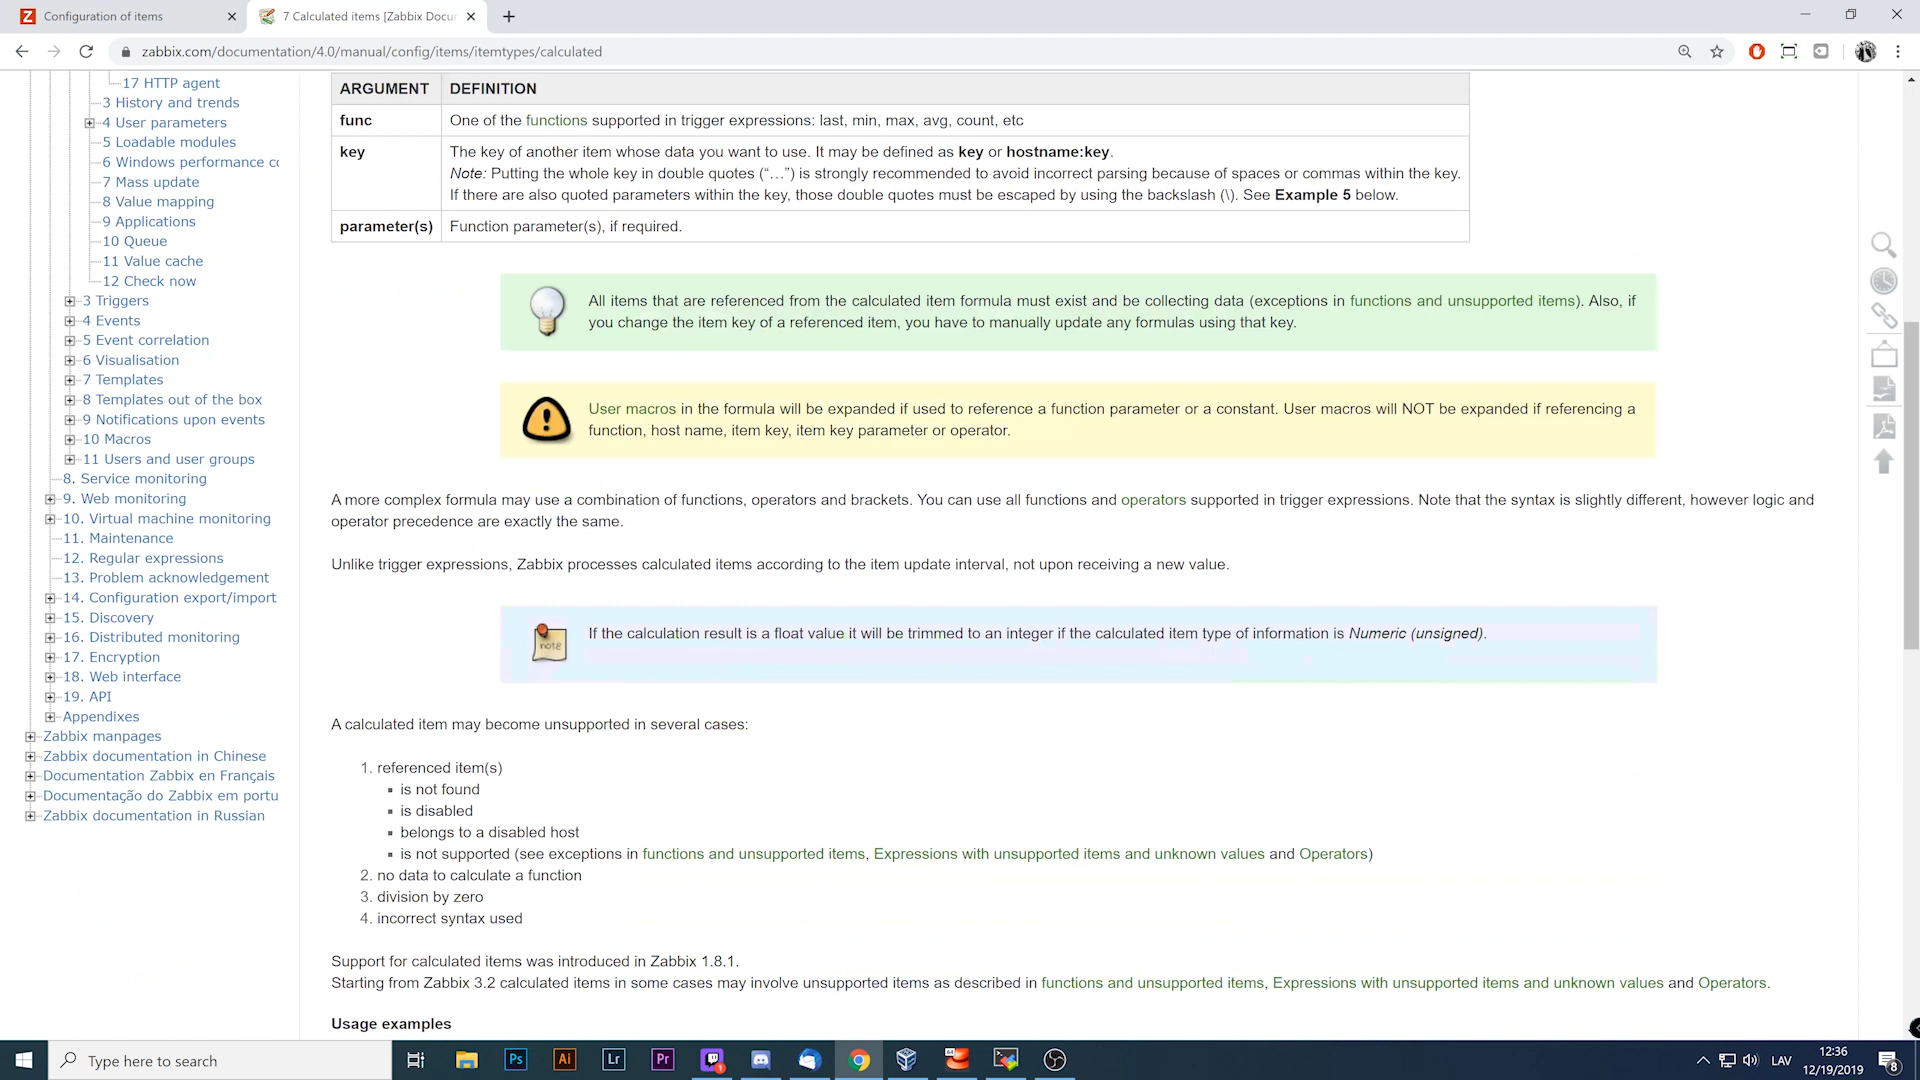 Configuration of items
7 Calculated items [Zabbix Docu
zabbix.com/documentation/4.0/manual/config/items/itemtypes/calculated
17 HTTP agent
3 History and trends
4 User parameters
5 Loadable modules
6 Windows performance co
7 Mass update
8 Value mapping
9 Applications
10 Queue
11 Value cache
12 Check now
3 Triggers
4 Events
5 Event correlation
6 Visualisation
7 Templates
8 Templates out of the box
9 Notifications upon events
10 Macros
11 Users and user groups
8. Service monitoring
9. Web monitoring
10. Virtual machine monitoring
11. Maintenance
12. Regular expressions
13. Problem acknowledgement
14. Configuration export/import
15. Discovery
16. Distributed monitoring
17. Encryption
18. Web interface
19. API
Appendixes
Zabbix manpages
Zabbix documentation in Chinese
Documentation Zabbix en Français
Documentação do Zabbix em portu
Zabbix documentation in Russian
ARGUMENT DEFINITION
func One of the functions supported in trigger expressions: last, min, max, avg, count, etc
key The key of another item whose data you want to use. It may be defined as key or hostname:key.
Note: Putting the whole key in double quotes (“…”) is strongly recommended to avoid incorrect parsing because of spaces or commas within the key.
If there are also quoted parameters within the key, those double quotes must be escaped by using the backslash (\). See Example 5 below.
parameter(s) Function parameter(s), if required.
All items that are referenced from the calculated item formula must exist and be collecting data (exceptions in functions and unsupported items). Also, if
you change the item key of a referenced item, you have to manually update any formulas using that key.
User macros in the formula will be expanded if used to reference a function parameter or a constant. User macros will NOT be expanded if referencing a
function, host name, item key, item key parameter or operator.
A more complex formula may use a combination of functions, operators and brackets. You can use all functions and operators supported in trigger expressions. Note that the syntax is slightly different, however logic and
operator precedence are exactly the same.
Unlike trigger expressions, Zabbix processes calculated items according to the item update interval, not upon receiving a new value.
note
If the calculation result is a float value it will be trimmed to an integer if the calculated item type of information is Numeric (unsigned).
A calculated item may become unsupported in several cases:
1. referenced item(s)
is not found
is disabled
belongs to a disabled host
is not supported (see exceptions in functions and unsupported items, Expressions with unsupported items and unknown values and Operators)
2. no data to calculate a function
3. division by zero
4. incorrect syntax used
Support for calculated items was introduced in Zabbix 1.8.1.
Starting from Zabbix 3.2 calculated items in some cases may involve unsupported items as described in functions and unsupported items, Expressions with unsupported items and unknown values and Operators.
Usage examples
Type here to search
Ps
Ai
Lr
Pr
1
LAV
12:36
12/19/2019
8